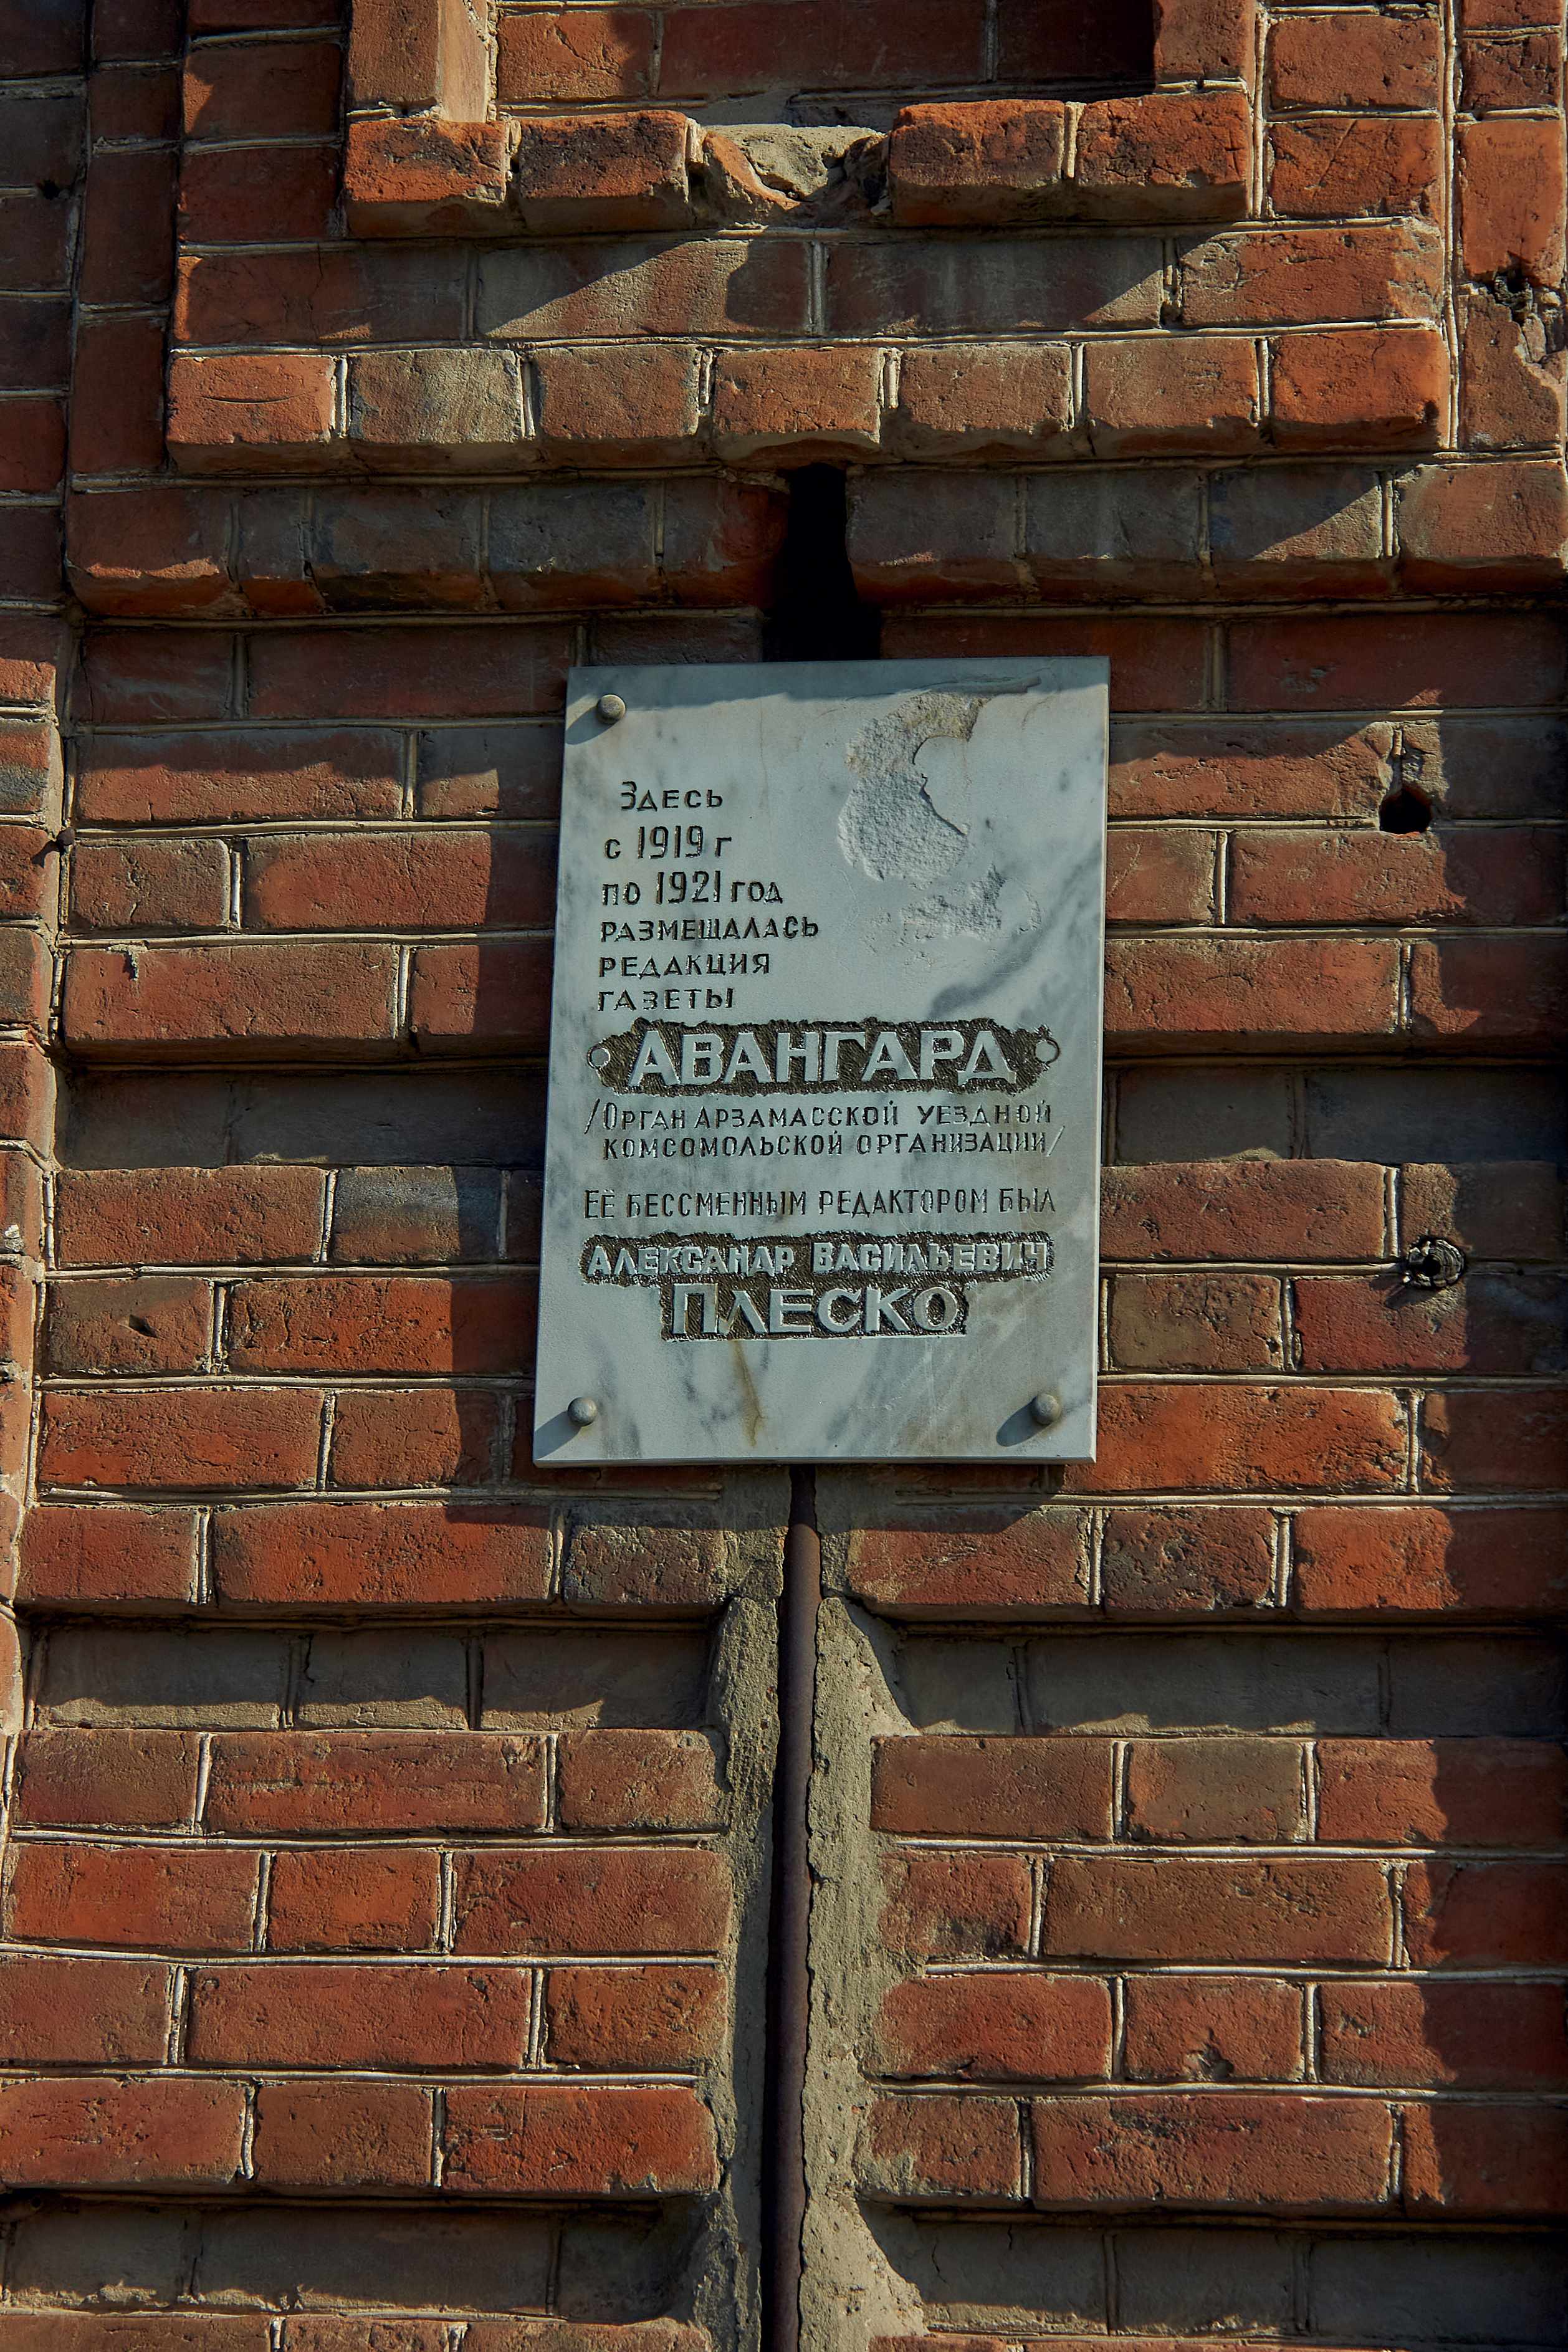 Здесь
с 1919 г
по 1921 год
размещалась
редакция
газеты
АВАНГАРД
/Орган Арзамасской уездной
комсомольской организации/
Её бессменным редактором был
Александр Васильевич
ПЛЕСКО